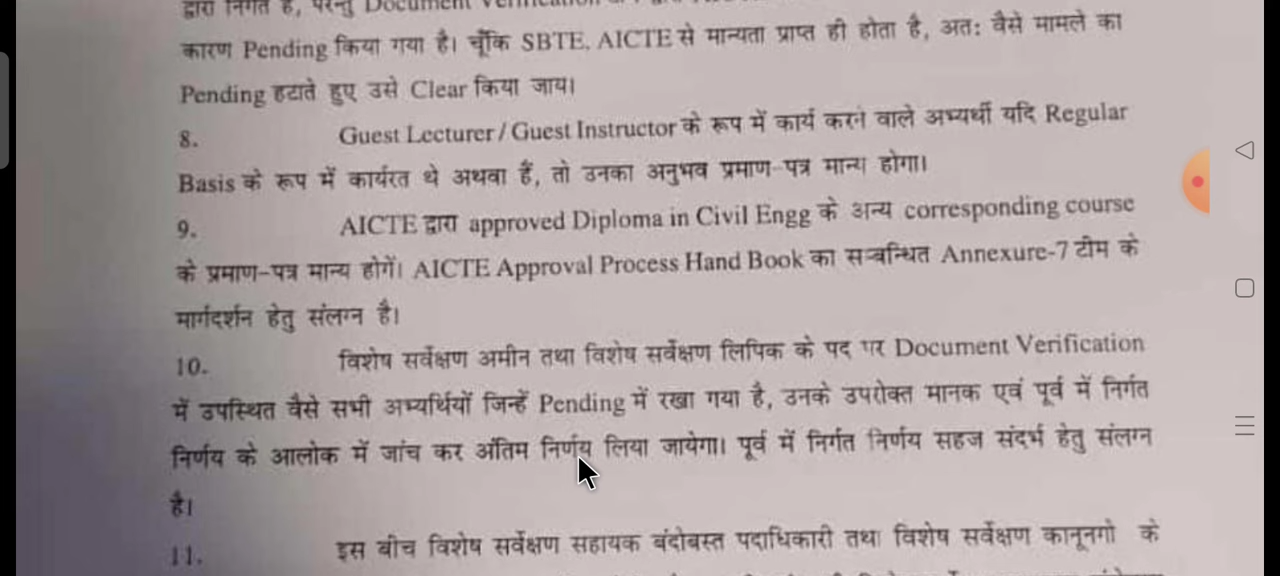 द्वारा निर्गत है, परन्तु Document
कारण Pending किया गया है। चूँकि SBTE, AICTE से मान्यता प्राप्त ही होता है, अतः वैसे मामले का
Pending हटाते हुए उसे Clear किया जाय।
8. Guest Lecturer / Guest Instructor के रूप में कार्य करने वाले अभ्यर्थी यदि Regular
Basis के रूप में कार्यरत थे अथवा हैं, तो उनका अनुभव प्रमाण-पत्र मान्य होगा।
9. AICTE द्वारा approved Diploma in Civil Engg के अन्य corresponding course
के प्रमाण-पत्र मान्य होगें। AICTE Approval Process Hand Book का सम्बन्धित Annexure-7 टीम के
मार्गदर्शन हेतु संलग्न है।
10. विशेष सर्वेक्षण अमीन तथा विशेष सर्वेक्षण लिपिक के पद पर Document Verification
में उपस्थित वैसे सभी अभ्यर्थियों जिन्हें Pending में रखा गया है, उनके उपरोक्त मानक एवं पूर्व में निर्गत
निर्णय के आलोक में जांच कर अंतिम निर्णय लिया जायेगा। पूर्व में निर्गत निर्णय सहज संदर्भ हेतु संलग्न
है।
11. इस बीच विशेष सर्वेक्षण सहायक बंदोबस्त पदाधिकारी तथा विशेष सर्वेक्षण कानूनगो के